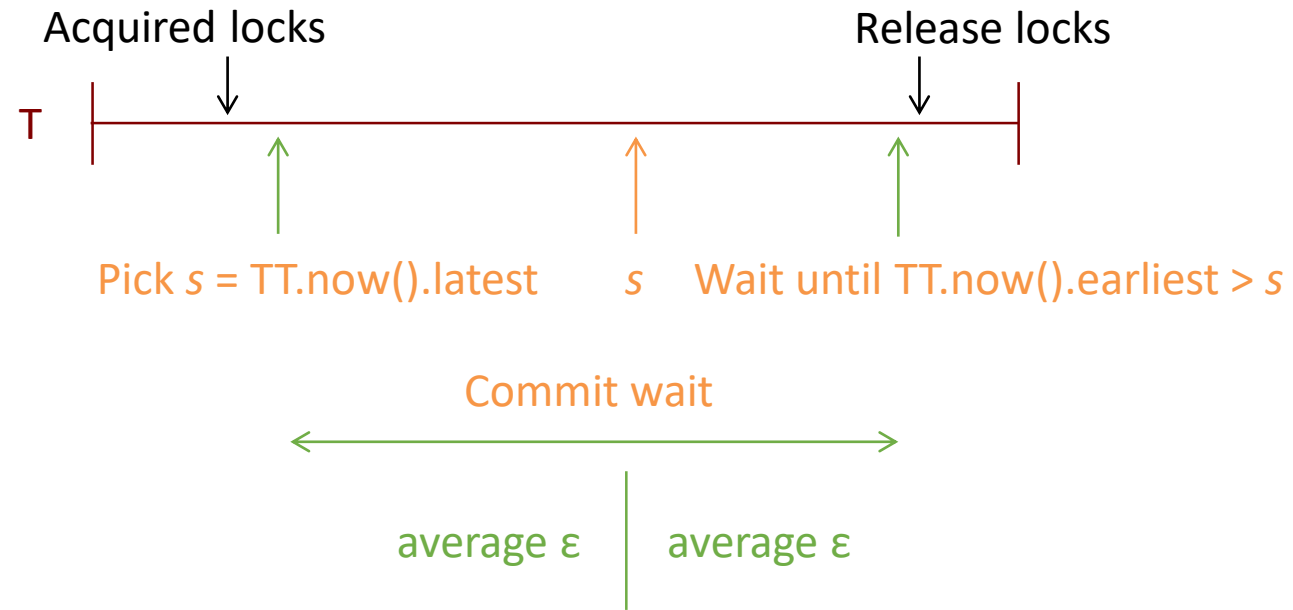 Acquired locks
Release locks
T
Pick s = TT.now().latest
s
Wait until TT.now().earliest > s
Commit wait
average ε
average ε